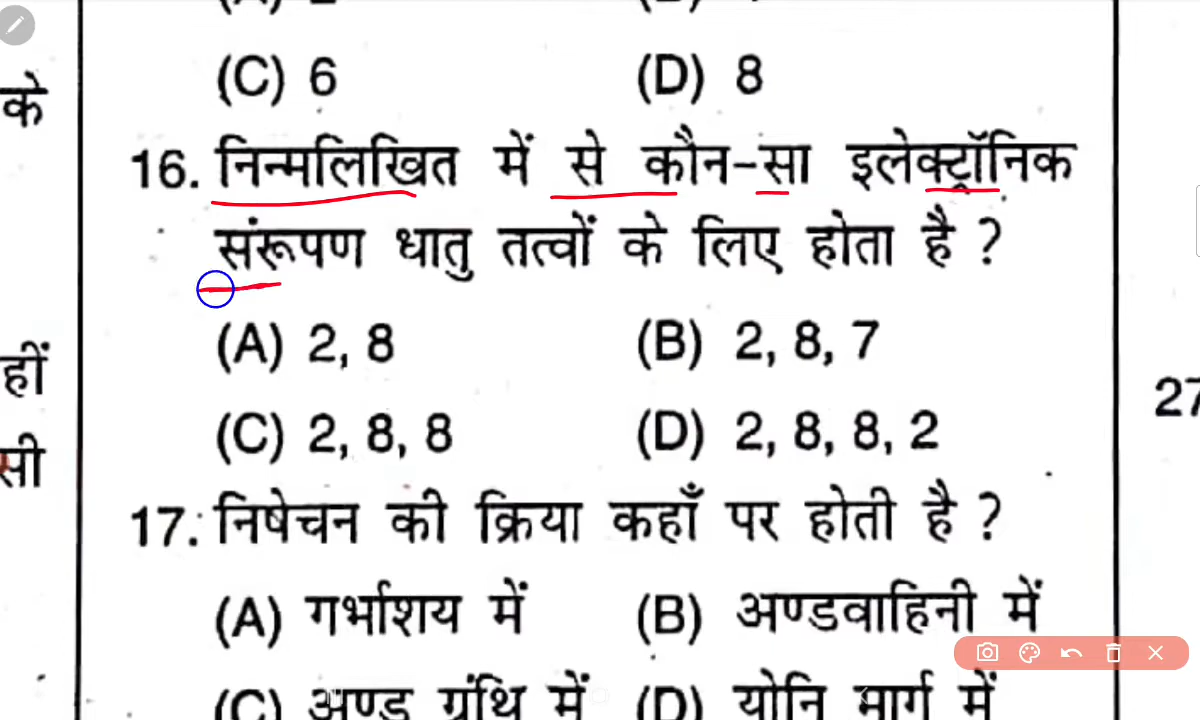 (C) 6 (D) 8
के
16. निन्मलिखित में से कौन-सा इलेक्ट्रॉनिक
संरूपण धातु तत्वों के लिए होता है ?
(A) 2, 8 (B) 2, 8, 7
हीं
27
(C) 2, 8, 8 (D) 2, 8, 8, 2
सी
17. निषेचन की क्रिया कहाँ पर होती है ?
(A) गर्भाशय में (B) अण्डवाहिनी में
(C) अण्ड ग्रंथि में (D) योनि मार्ग में